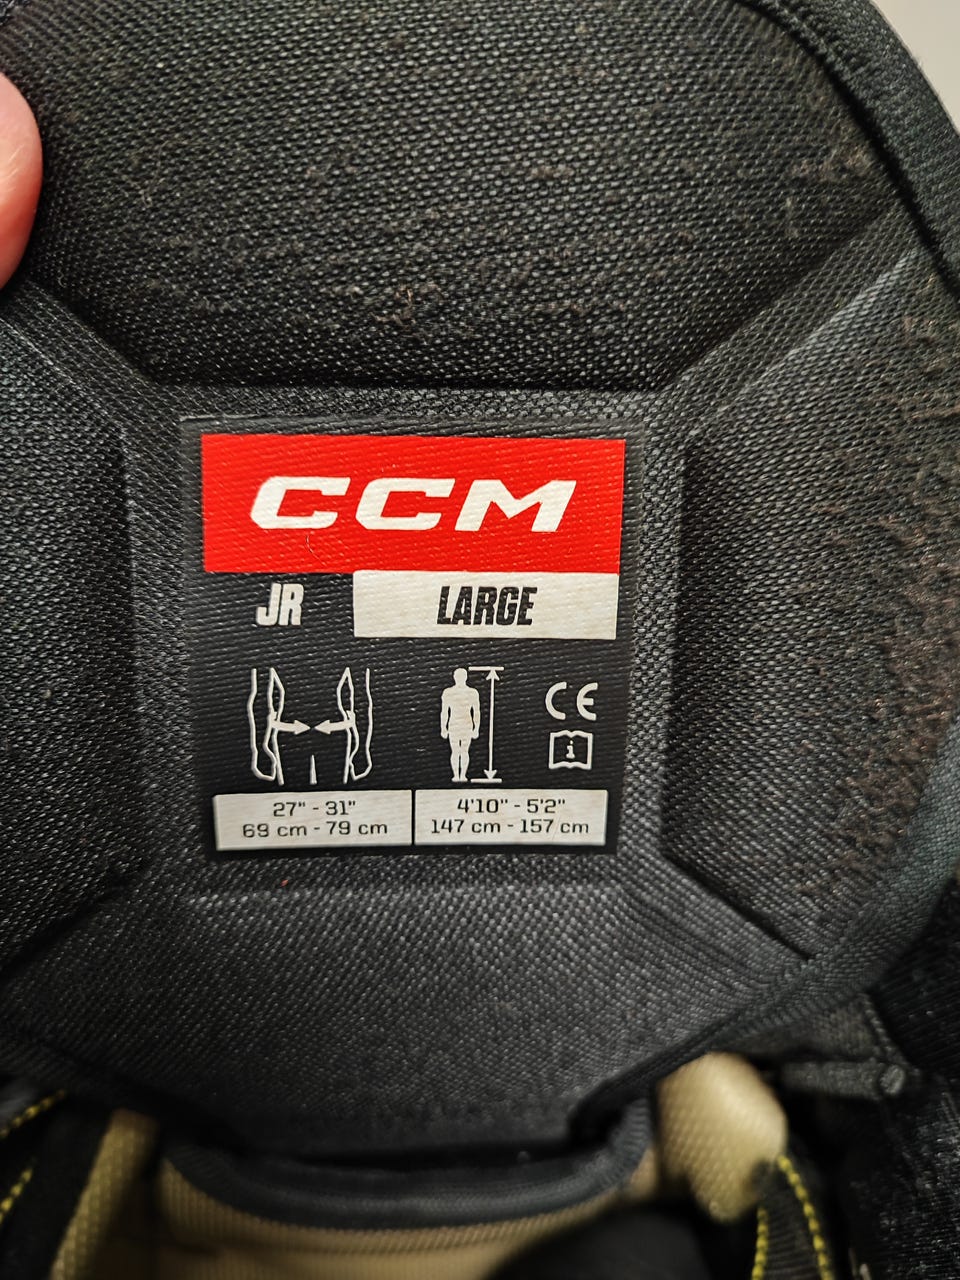 CCM
JR LARGE
CE
i
27" - 31" 4'10" - 5'2"
69 cm - 79 cm 147 cm - 157 cm